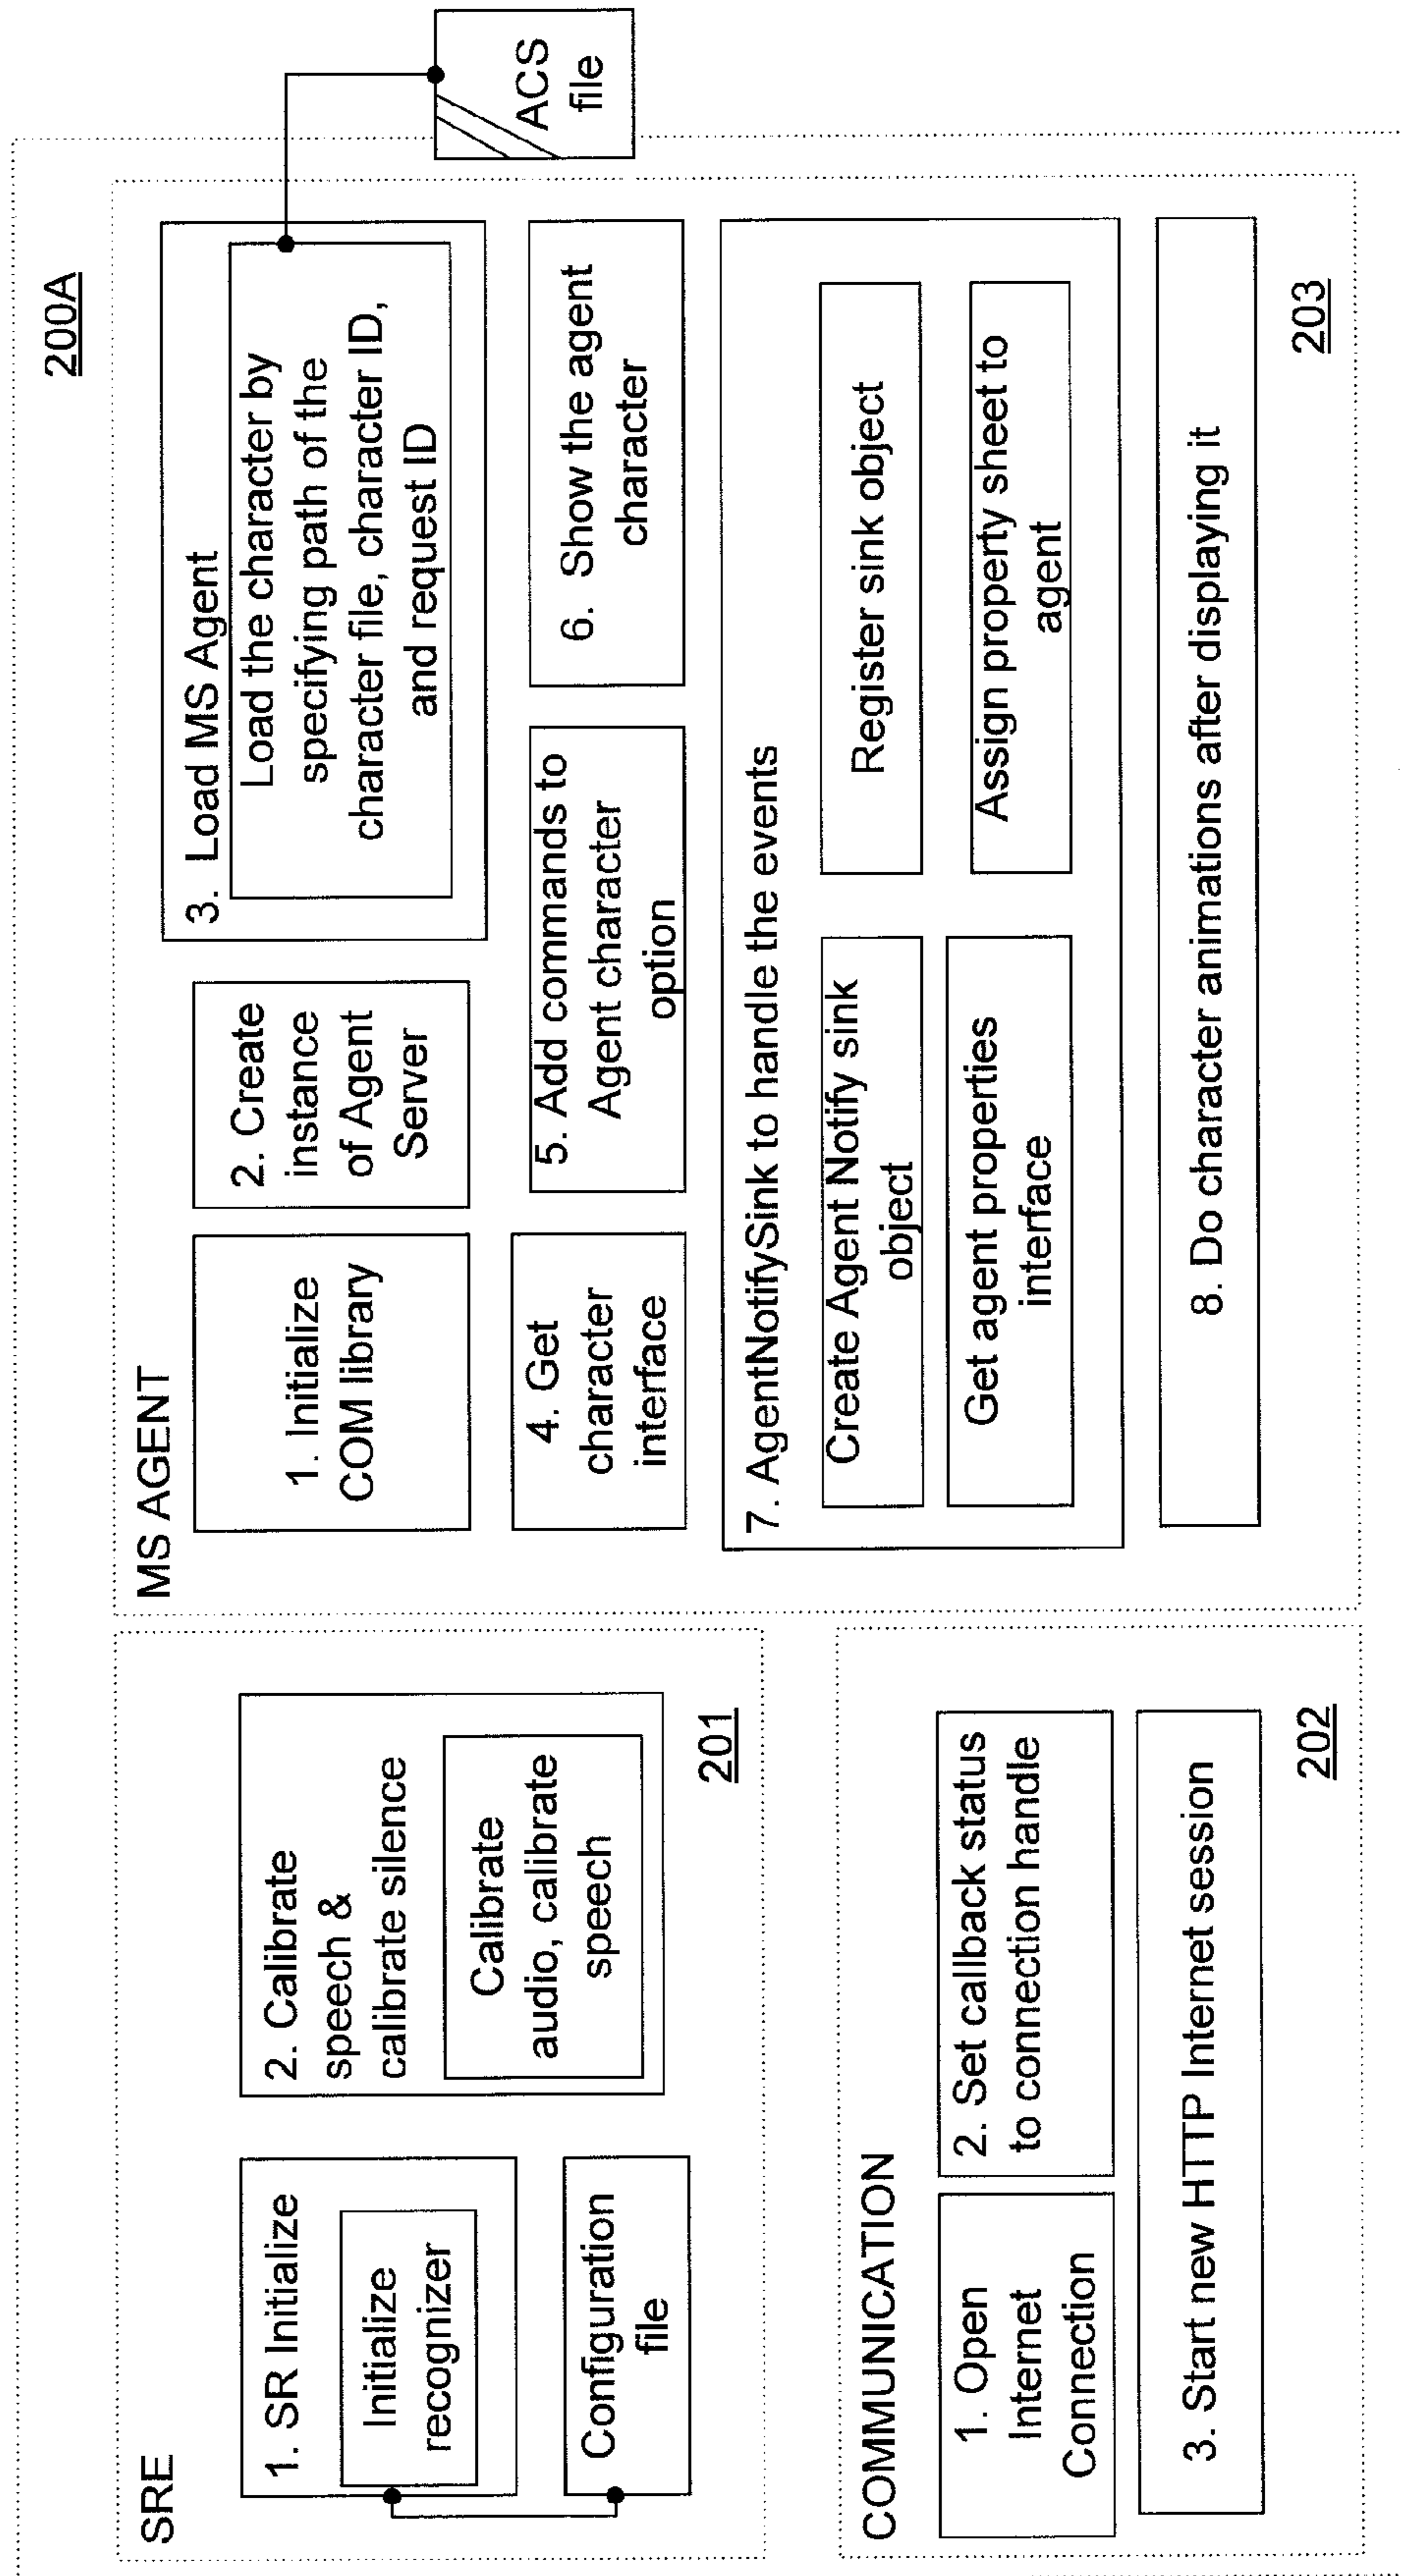 200A
SRE
1. SR Initialize
Initialize
recognizer
Configuration
file
2. Calibrate
speech &
calibrate silence
Calibrate
audio, calibrate
speech
201
COMMUNICATION
1. Open
Internet
Connection
2. Set callback status
to connection handle
3. Start new HTTP Internet session
202
MS AGENT
1. Initialize
COM library
2. Create
instance
of Agent
Server
3. Load MS Agent
Load the character by
specifying path of the
character file, character ID,
and request ID
ACS
file
4. Get
character
interface
5. Add commands to
Agent character
option
6. Show the agent
character
7. AgentNotifySink to handle the events
Create Agent Notify sink
object
Register sink object
Get agent properties
interface
Assign property sheet to
agent
8. Do character animations after displaying it
203